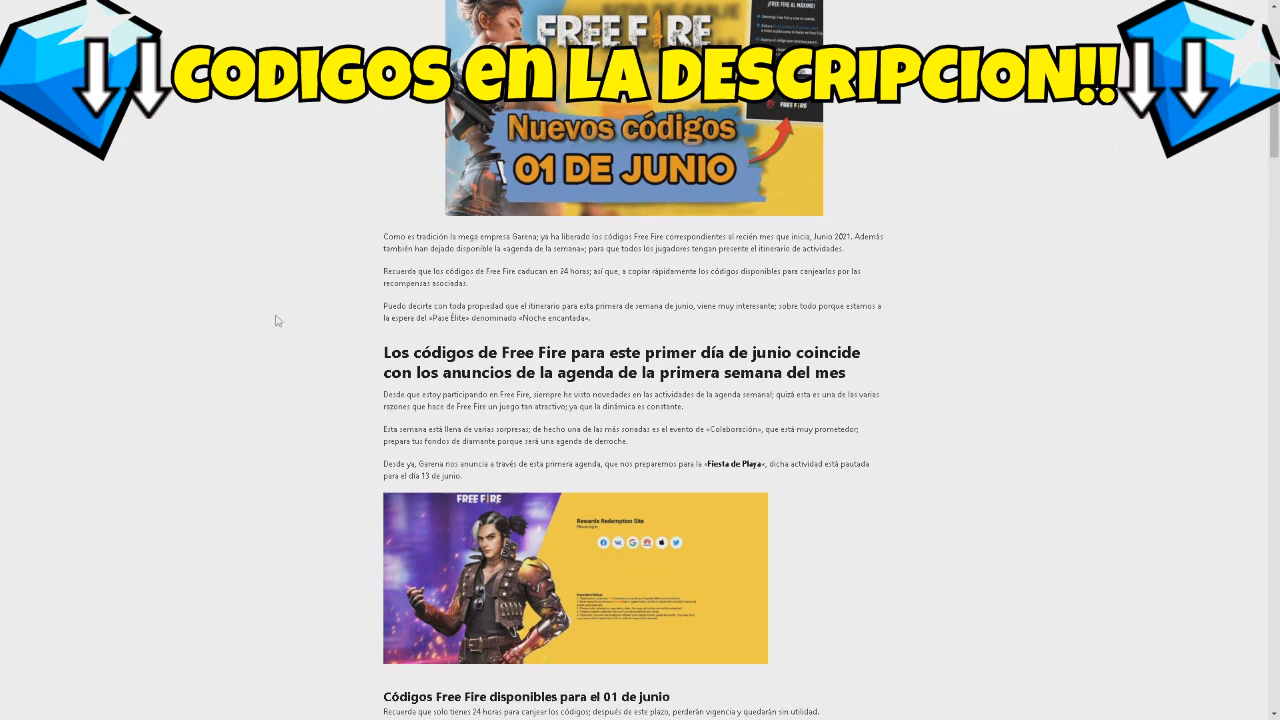 ¡FREE FIRE AL MÁXIMO!
FREE FIRE
CODIGOS en LA DESCRIPCION!!
FREE FIRE
Nuevos códigos
01 DE JUNIO
Como es tradición la mega empresa Garena; ya ha liberado los códigos Free Fire correspondientes al recién mes que inicia, Junio 2021. Además
también han dejado disponible la «agenda de la semana»; para que todos los jugadores tengan presente el itinerario de actividades.
Recuerda que los códigos de Free Fire caducan en 24 horas; así que, a copiar rápidamente los códigos disponibles para canjearlos por las
recompensas asociadas.
Puedo decirte con toda propiedad que el itinerario para esta primera de semana de junio, viene muy interesante; sobre todo porque estamos a
la espera del «Pase Élite» denominado «Noche encantada».
Los códigos de Free Fire para este primer día de junio coincide
con los anuncios de la agenda de la primera semana del mes
Desde que estoy participando en Free Fire, siempre he visto novedades en las actividades de la agenda semanal; quizá esta es una de las varias
razones que hace de Free Fire un juego tan atractivo; ya que la dinámica es constante.
Esta semana está llena de varias sorpresas; de hecho una de las más sonadas es el evento de «Colaboración», que está muy prometedor;
prepara tus fondos de diamante porque será una agenda de derroche.
Desde ya, Garena nos anuncia a través de esta primera agenda, que nos preparemos para la «Fiesta de Playa«, dicha actividad está pautada
para el día 13 de junio.
FREE FIRE
Rewards Redemption Site
Please log in
Important Notice
Códigos Free Fire disponibles para el 01 de junio
Recuerda que solo tienes 24 horas para canjear los códigos; después de este plazo, perderán vigencia y quedarán sin utilidad.